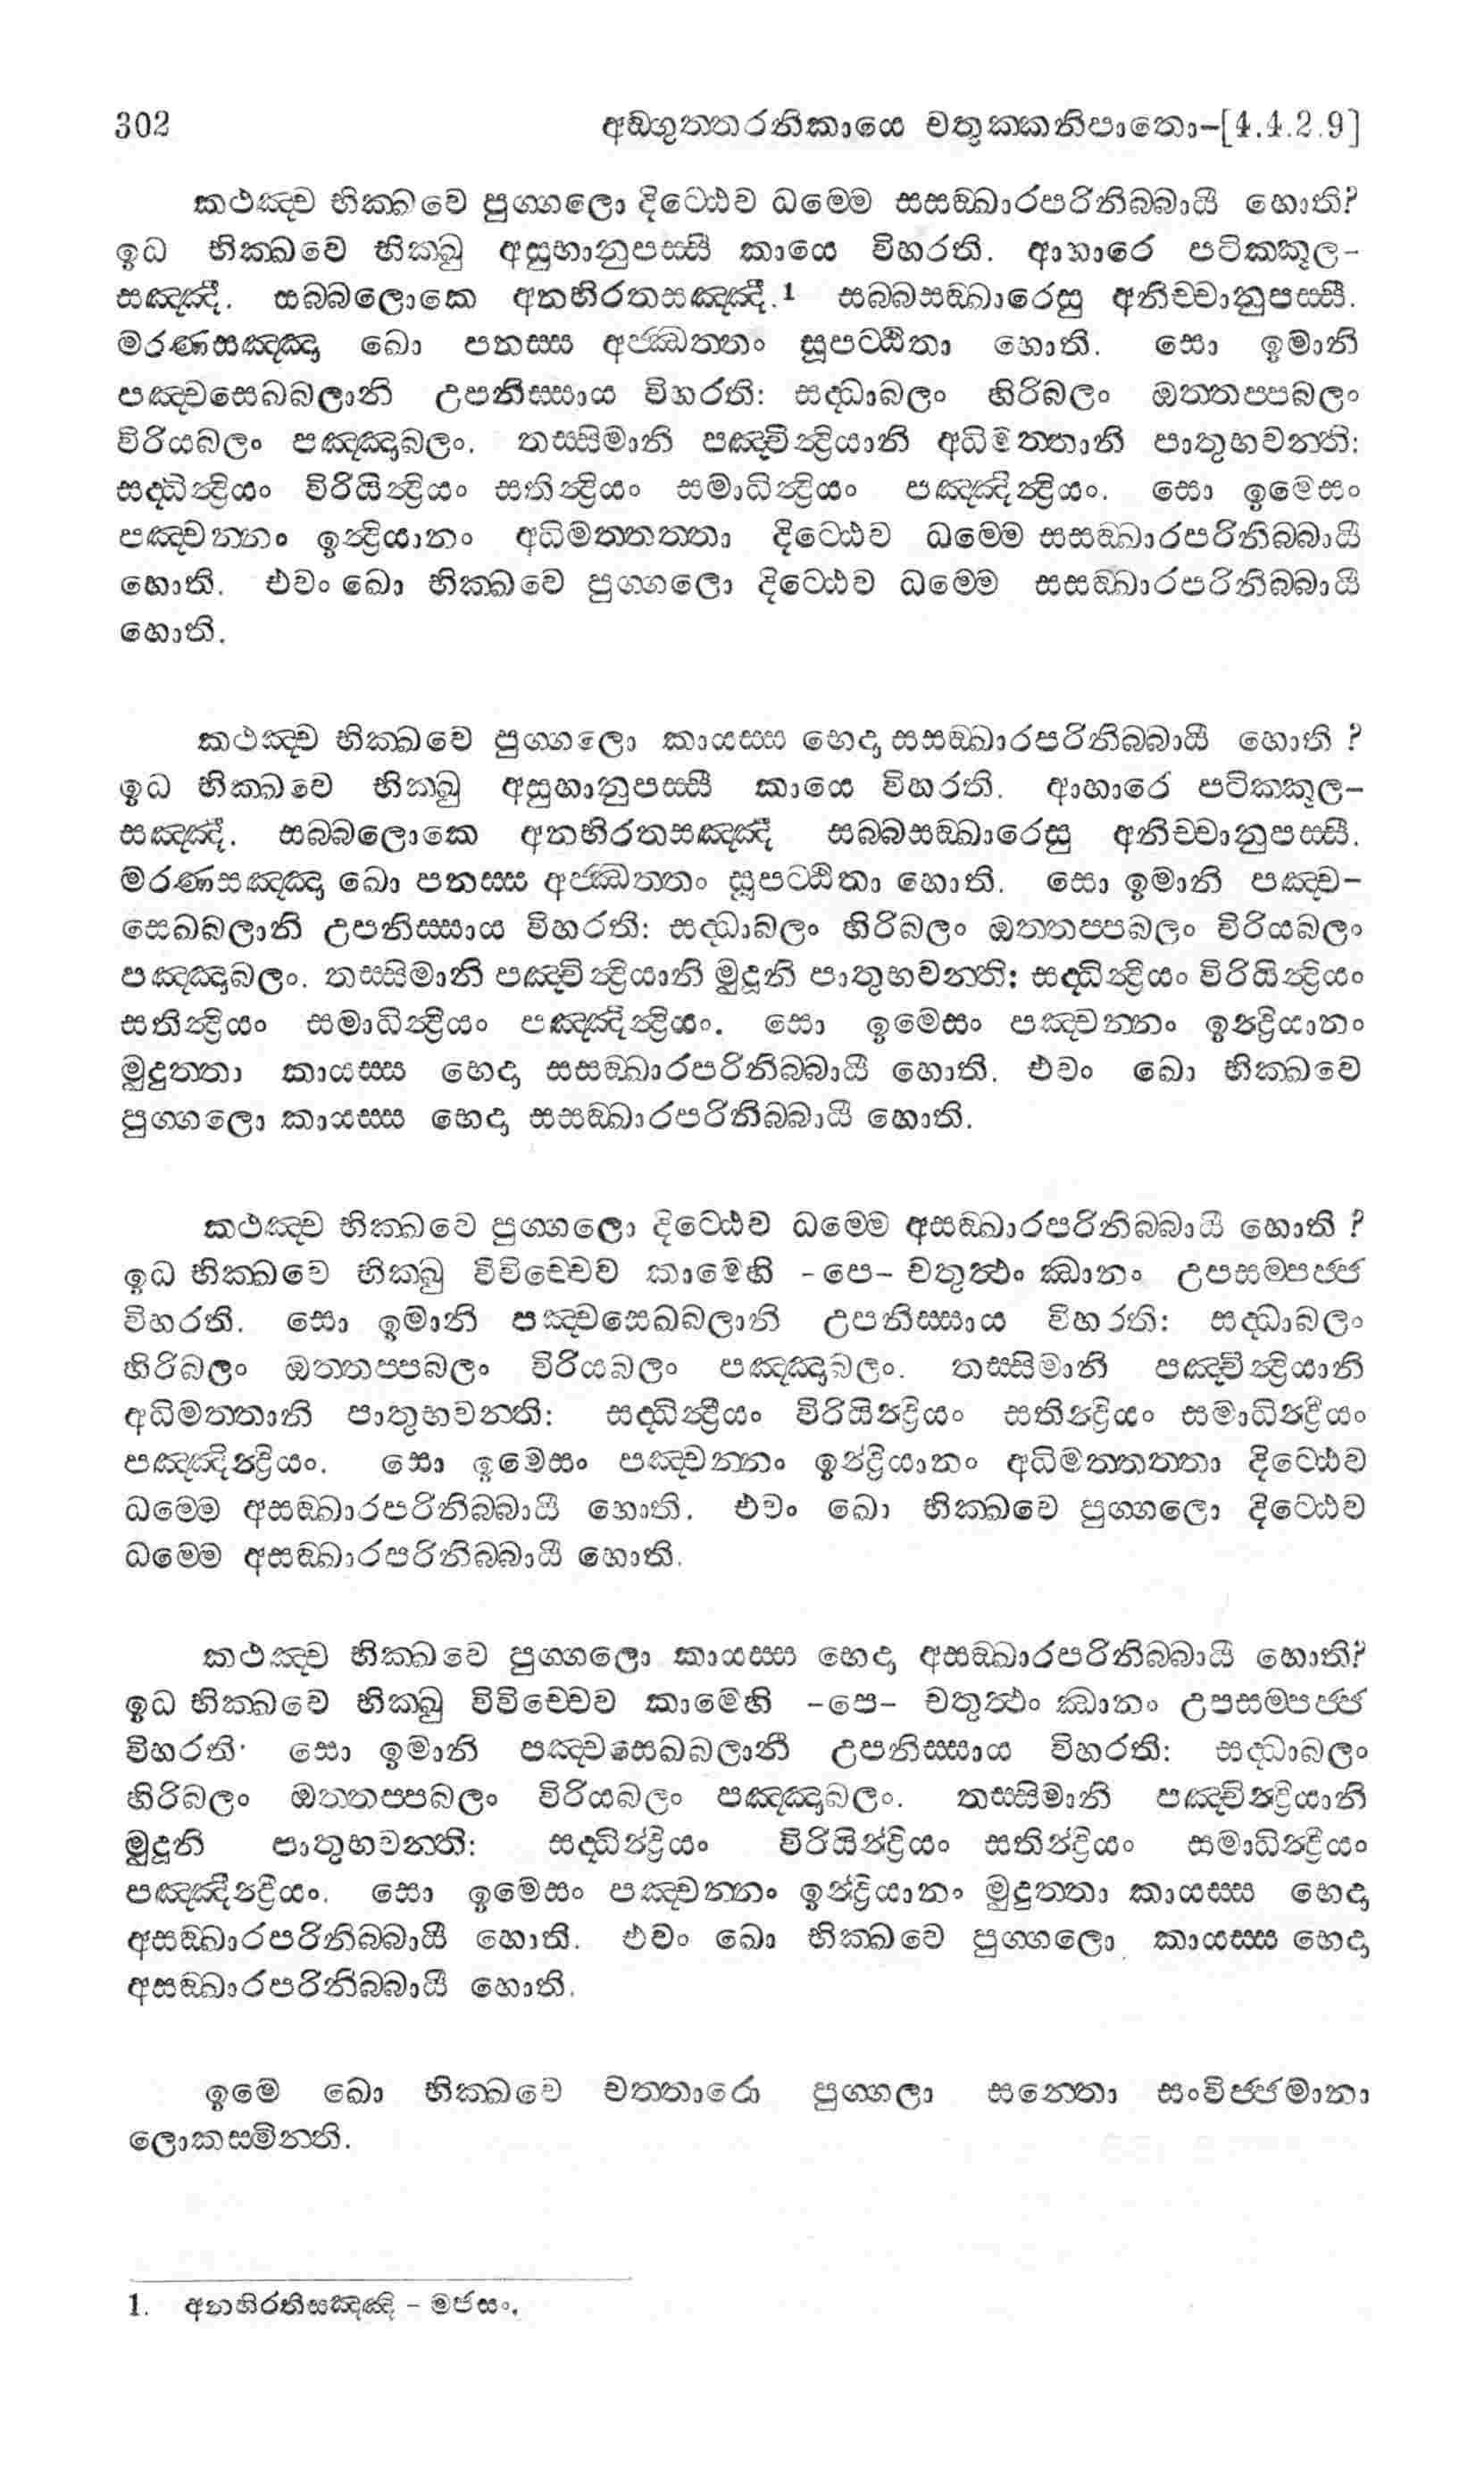 302 අඞ්ගුත්තරනිකායෙ චතුක්කනිපාතො-[4.4.2.9]
කථඤ්ච භික්ඛවෙ පුග්ගලො දිට්ඨෙව ධම්මෙ සසඞ්ඛාරපරිනිබ්බායී හොති?
ඉධ භික්ඛවෙ භික්ඛු අසුභානුපස්සී කායෙ විහරති. ආහාරෙ පටික්කූල-
සඤ්ඤී. සබ්බලොකෙ අනභිරතසඤ්ඤී.1 සබ්බසඞ්ඛාරෙසු අනිච්චානුපස්සී.
මරණසඤ්ඤා ඛො පනස්ස අජ්ඣත්තං සූපට්ඨිතා හොති. සො ඉමානි
පඤ්චසෙඛබලානි උපනිස්සාය විහරති: සද්ධාබලං හිරිබලං ඔත්තප්පබලං
විරියබලං පඤ්ඤාබලං. තස්සිමානි පඤ්චින්ද්‍රියානි අධිමත්තානි පාතුභවන්ති:
සද්ධින්ද්‍රියං විරියින්ද්‍රියං සතින්ද්‍රියං සමාධින්ද්‍රියං පඤ්ඤින්ද්‍රියං. සො ඉමෙසං
පඤ්චන්නං ඉන්ද්‍රියානං අධිමත්තත්තා දිට්ඨෙව ධම්මෙ සසඞ්ඛාරපරිනිබ්බායී
හොති. එවං ඛො භික්ඛවෙ පුග්ගලො දිට්ඨෙව ධම්මෙ සසඞ්ඛාරපරිනිබ්බායී
හොති.
කථඤ්ච භික්ඛවෙ පුග්ගලො කායස්ස භෙදා සසඞ්ඛාරපරිනිබ්බායී හොති ?
ඉධ භික්ඛවෙ භික්ඛු අසුභානුපස්සී කායෙ විහරති. ආහාරෙ පටික්කූල-
සඤ්ඤී. සබ්බලොකෙ අනභිරතසඤ්ඤී සබ්බසඞ්ඛාරෙසු අනිච්චානුපස්සී.
මරණසඤ්ඤා ඛො පනස්ස අජ්ඣත්තං සූපට්ඨිතා හොති. සො ඉමානි පඤ්ච-
සෙඛබලානි උපනිස්සාය විහරති: සද්ධාබලං හිරිබලං ඔත්තප්පබලං විරියබලං
පඤ්ඤාබලං. තස්සිමානි පඤ්චින්ද්‍රියානි මුදූනි පාතුභවන්ති: සද්ධින්ද්‍රියං විරියින්ද්‍රියං
සතින්ද්‍රියං සමාධින්ද්‍රියං පඤ්ඤින්ද්‍රියං. සො ඉමෙසං පඤ්චන්නං ඉන්ද්‍රියානං
මුදුත්තා කායස්ස භෙදා සසඞ්ඛාරපරිනිබ්බායී හොති. එවං ඛො භික්ඛවෙ
පුග්ගලො කායස්ස භෙදා සසඞ්ඛාරපරිනිබ්බායී හොති.
කථඤ්ච භික්ඛවෙ පුග්ගලො දිට්ඨෙව ධම්මෙ අසඞ්ඛාරපරිනිබ්බායී හොති ?
ඉධ භික්ඛවෙ භික්ඛු විවිච්චෙව කාමෙහි -පෙ- චතුත්ථං ඣානං උපසම්පජ්ජ
විහරති. සො ඉමානි පඤ්චසෙඛබලානි උපනිස්සාය විහරති: සද්ධාබලං
හිරිබලං ඔත්තප්පබලං විරියබලං පඤ්ඤාබලං. තස්සිමානි පඤ්චින්ද්‍රියානි
අධිමත්තානි පාතුභවන්ති: සද්ධින්ද්‍රියං විරියින්ද්‍රියං සතින්ද්‍රියං සමාධින්ද්‍රියං
පඤ්ඤින්ද්‍රියං. සො ඉමෙසං පඤ්චන්නං ඉන්ද්‍රියානං අධිමත්තත්තා දිට්ඨෙව
ධම්මෙ අසඞ්ඛාරපරිනිබ්බායී හොති. එවං ඛො භික්ඛවෙ පුග්ගලො දිට්ඨෙව
ධම්මෙ අසඞ්ඛාරපරිනිබ්බායී හොති.
කථඤ්ච භික්ඛවෙ පුග්ගලො කායස්ස භෙදා අසඞ්ඛාරපරිනිබ්බායී හොති?
ඉධ භික්ඛවෙ භික්ඛු විවිච්චෙව කාමෙහි -පෙ- චතුත්ථං ඣානං උපසම්පජ්ජ
විහරති. සො ඉමානි පඤ්චසෙඛබලානි උපනිස්සාය විහරති: සද්ධාබලං
හිරිබලං ඔත්තප්පබලං විරියබලං පඤ්ඤාබලං. තස්සිමානි පඤ්චින්ද්‍රියානි
මුදූනි පාතුභවන්ති: සද්ධින්ද්‍රියං විරියින්ද්‍රියං සතින්ද්‍රියං සමාධින්ද්‍රියං
පඤ්ඤින්ද්‍රියං. සො ඉමෙසං පඤ්චන්නං ඉන්ද්‍රියානං මුදුත්තා කායස්ස භෙදා
අසඞ්ඛාරපරිනිබ්බායී හොති. එවං ඛො භික්ඛවෙ පුග්ගලො කායස්ස භෙදා
අසඞ්ඛාරපරිනිබ්බායී හොති.
ඉමෙ ඛො භික්ඛවෙ චත්තාරො පුග්ගලා සන්තො සංවිජ්ජමානා
ලොකස්මින්ති.
1. අනභිරතිසඤ්ඤි - මජසං.